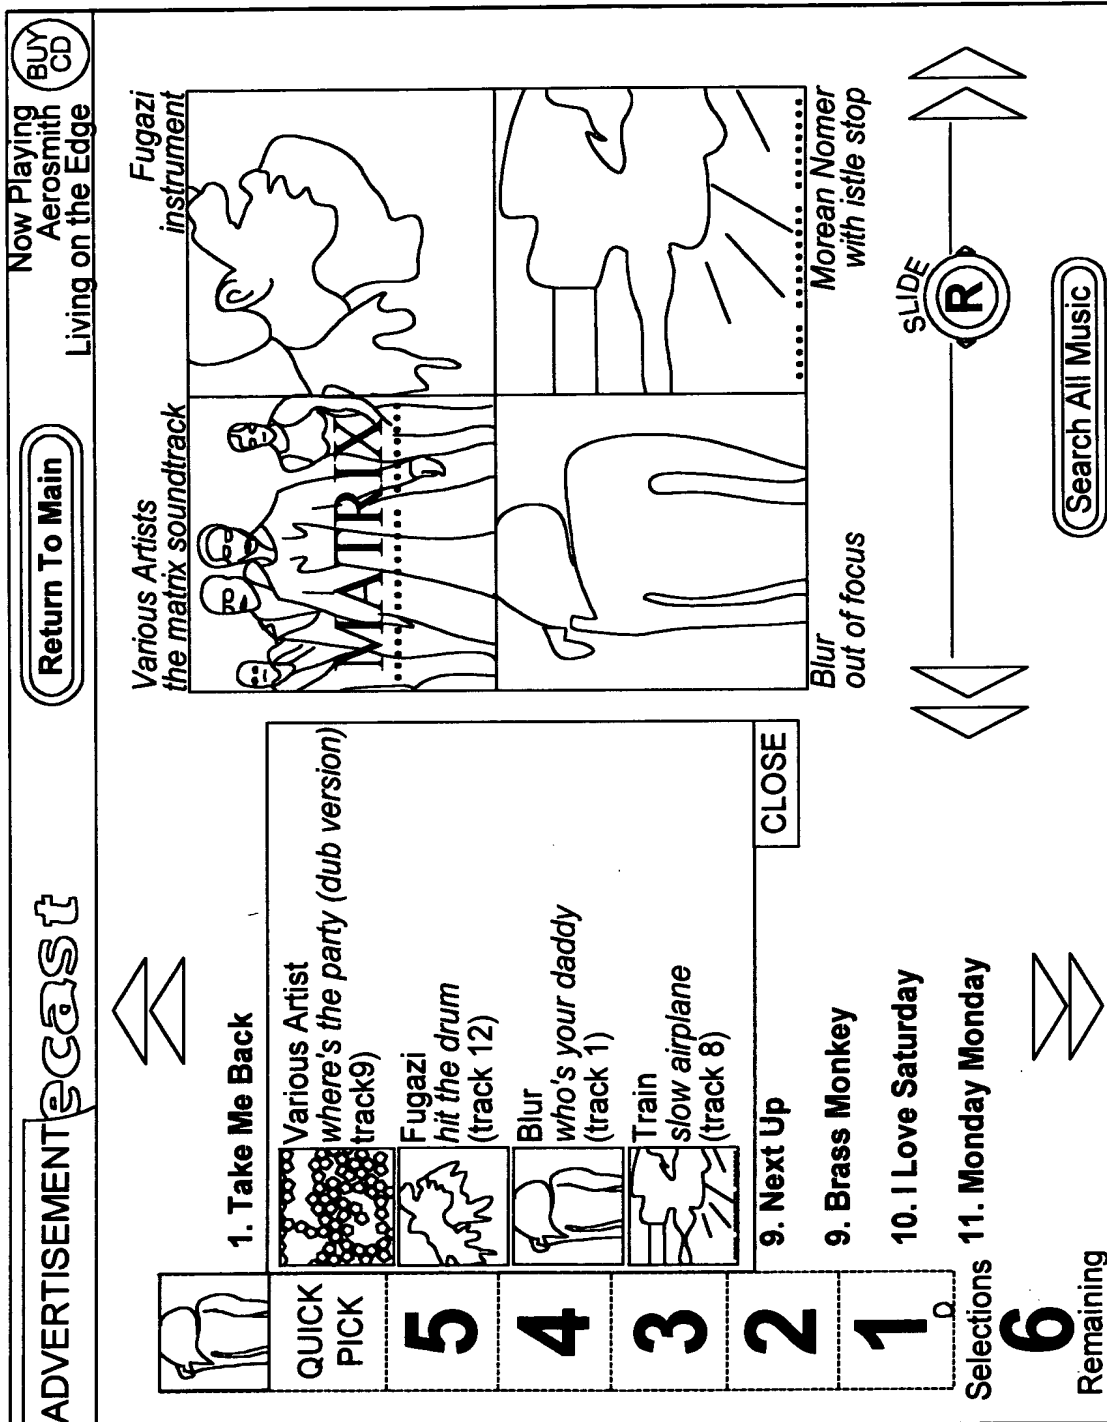 ADVERTISEMENT
ecast
Return To Main
Now Playing
Aerosmith
Living on the Edge
BUY
CD
1. Take Me Back
QUICK
PICK
5
4
3
2
1
Q
Selections
6
Remaining
Various Artist
where's the party (dub version)
track9)
Fugazi
hit the drum
(track 12)
Blur
who's your daddy
(track 1)
Train
slow airplane
(track 8)
CLOSE
9. Next Up
9. Brass Monkey
10. I Love Saturday
11. Monday Monday
Various Artists
the matrix soundtrack
MATRIX
Fugazi
instrument
Blur
out of focus
Morean Nomer
with istle stop
SLIDE
R
Search All Music